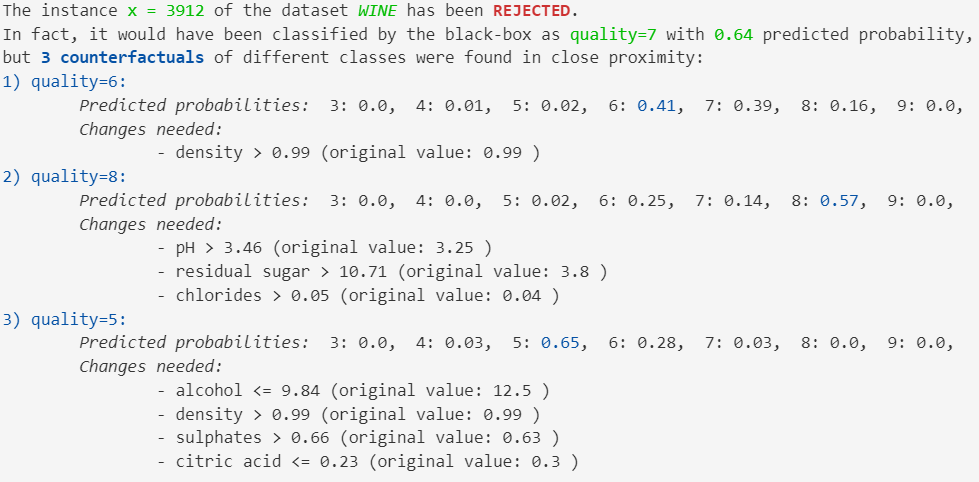 The instance x = 3912 of the dataset WINE has been REJECTED.
In fact, it would have been classified by the black-box as quality=7 with 0.64 predicted probability,
but 3 counterfactuals of different classes were found in close proximity:
1) quality=6:
Predicted probabilities: 3: 0.0, 4: 0.01, 5: 0.02, 6: 0.41, 7: 0.39, 8: 0.16, 9: 0.0,
Changes needed:
- density > 0.99 (original value: 0.99 )
2) quality=8:
Predicted probabilities: 3: 0.0, 4: 0.0, 5: 0.02, 6: 0.25, 7: 0.14, 8: 0.57, 9: 0.0,
Changes needed:
- pH > 3.46 (original value: 3.25 )
- residual sugar > 10.71 (original value: 3.8 )
- chlorides > 0.05 (original value: 0.04 )
3) quality=5:
Predicted probabilities: 3: 0.0, 4: 0.03, 5: 0.65, 6: 0.28, 7: 0.03, 8: 0.0, 9: 0.0,
Changes needed:
- alcohol <= 9.84 (original value: 12.5 )
- density > 0.99 (original value: 0.99 )
- sulphates > 0.66 (original value: 0.63 )
- citric acid <= 0.23 (original value: 0.3 )